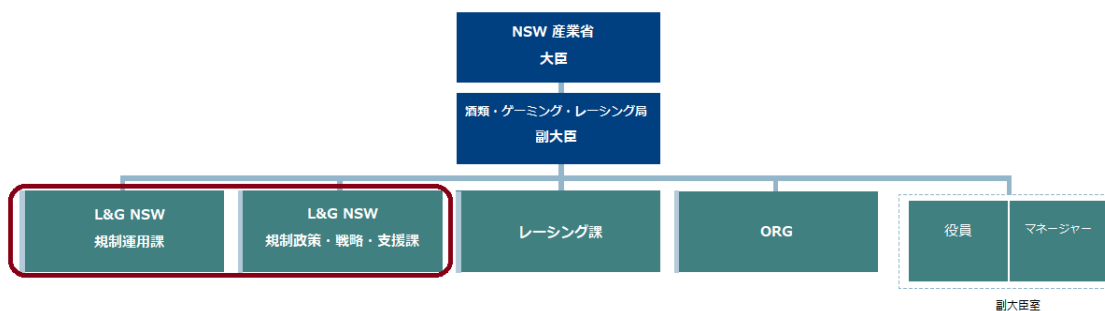 NSW 産業省
大臣
酒類・ゲーミング・レーシング局
副大臣
L&G NSW
規制運用課
L&G NSW
規制政策・戦略・支援課
レーシング課
ORG
役員
マネージャー
副大臣室